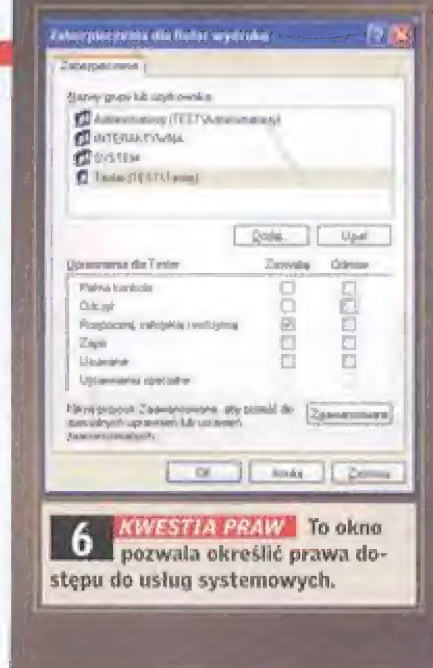 Zabezpieczenia dla Bufor wydruku
Zabezpieczenia
Nazwy grupy lub użytkownika:
Administratorzy (TEST\Administratorzy)
INTERAKTYWNA
SYSTEM
Tester (TEST\Tester)
Dodaj... Usuń
Uprawnienia dla Tester Zezwalaj Odmów
Pełna kontrola
Odczyt
Rozpocznij, zatrzymaj i wstrzymaj
Zapis
Usuwanie
Uprawnienia specjalne
Kliknij przycisk Zaawansowane, aby przejść do
specjalnych uprawnień lub ustawień
zaawansowanych.
Zaawansowane
OK Anuluj Zastosuj
6 KWESTIA PRAW To okno
pozwala określić prawa do-
stępu do usług systemowych.